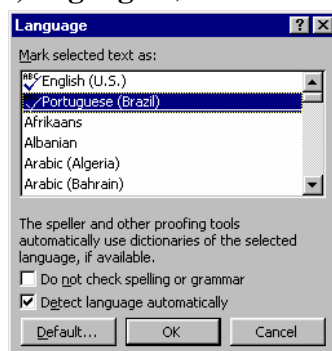 Language
Mark selected text as:
English (U.S.)
Portuguese (Brazil)
Afrikaans
Albanian
Arabic (Algeria)
Arabic (Bahrain)
The speller and other proofing tools
automatically use dictionaries of the selected
language, if available.
Do not check spelling or grammar
Detect language automatically
Default... OK Cancel